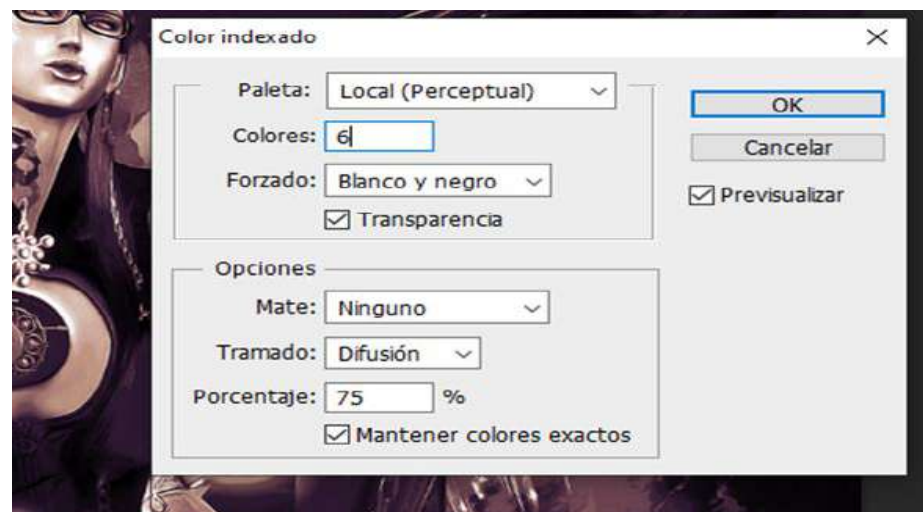 Color indexado
Paleta: Local (Perceptual)
Colores: 6
Forzado: Blanco y negro
Transparencia
OK
Cancelar
Previsualizar
Opciones
Mate: Ninguno
Tramado: Difusión
Porcentaje: 75 %
Mantener colores exactos